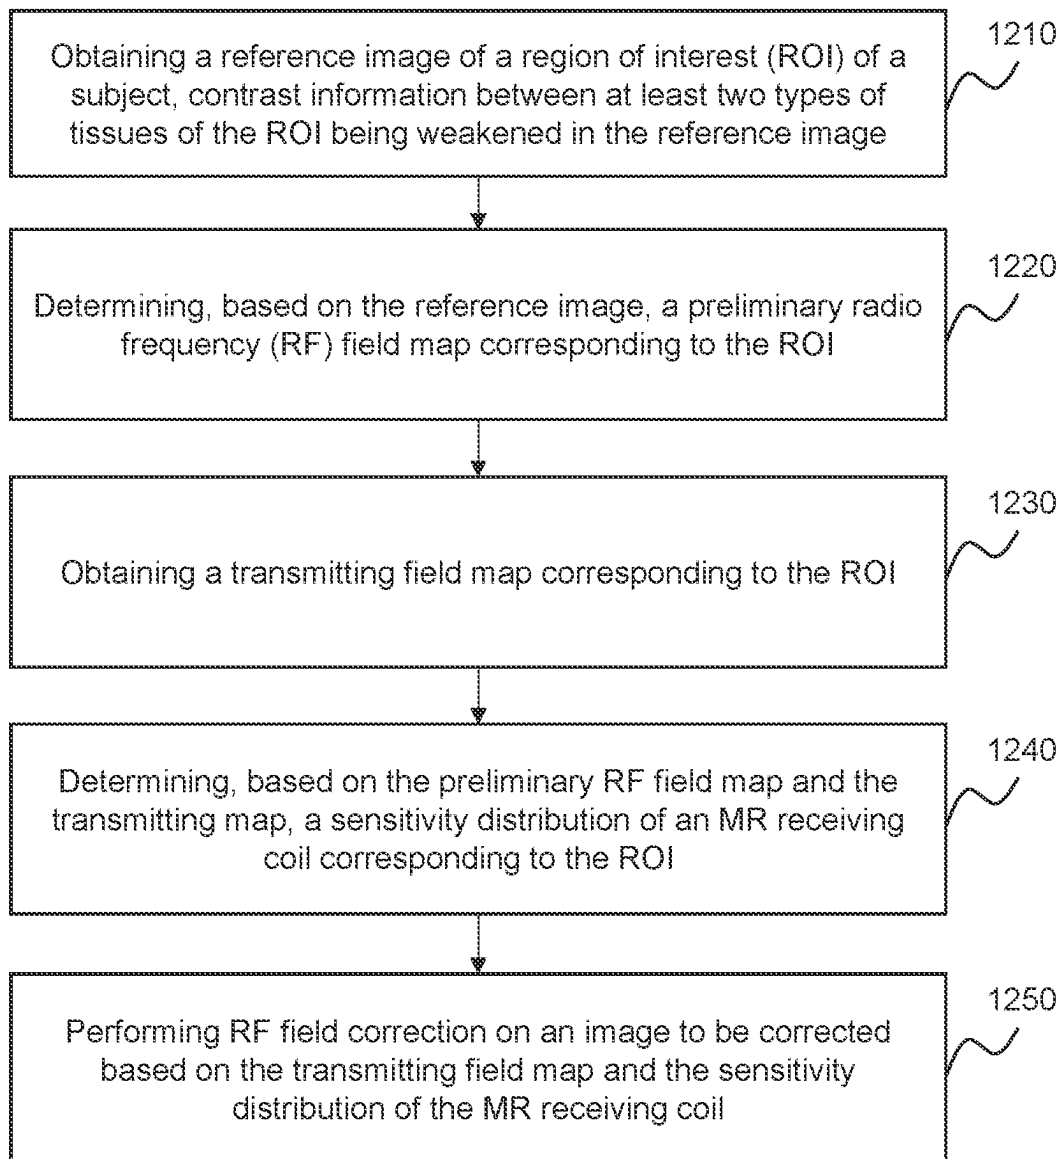 1210
Obtaining a reference image of a region of interest (ROI) of a
subject, contrast information between at least two types of
tissues of the ROI being weakened in the reference image
1220
Determining, based on the reference image, a preliminary radio
frequency (RF) field map corresponding to the ROI
1230
Obtaining a transmitting field map corresponding to the ROI
1240
Determining, based on the preliminary RF field map and the
transmitting map, a sensitivity distribution of an MR receiving
coil corresponding to the ROI
1250
Performing RF field correction on an image to be corrected
based on the transmitting field map and the sensitivity
distribution of the MR receiving coil